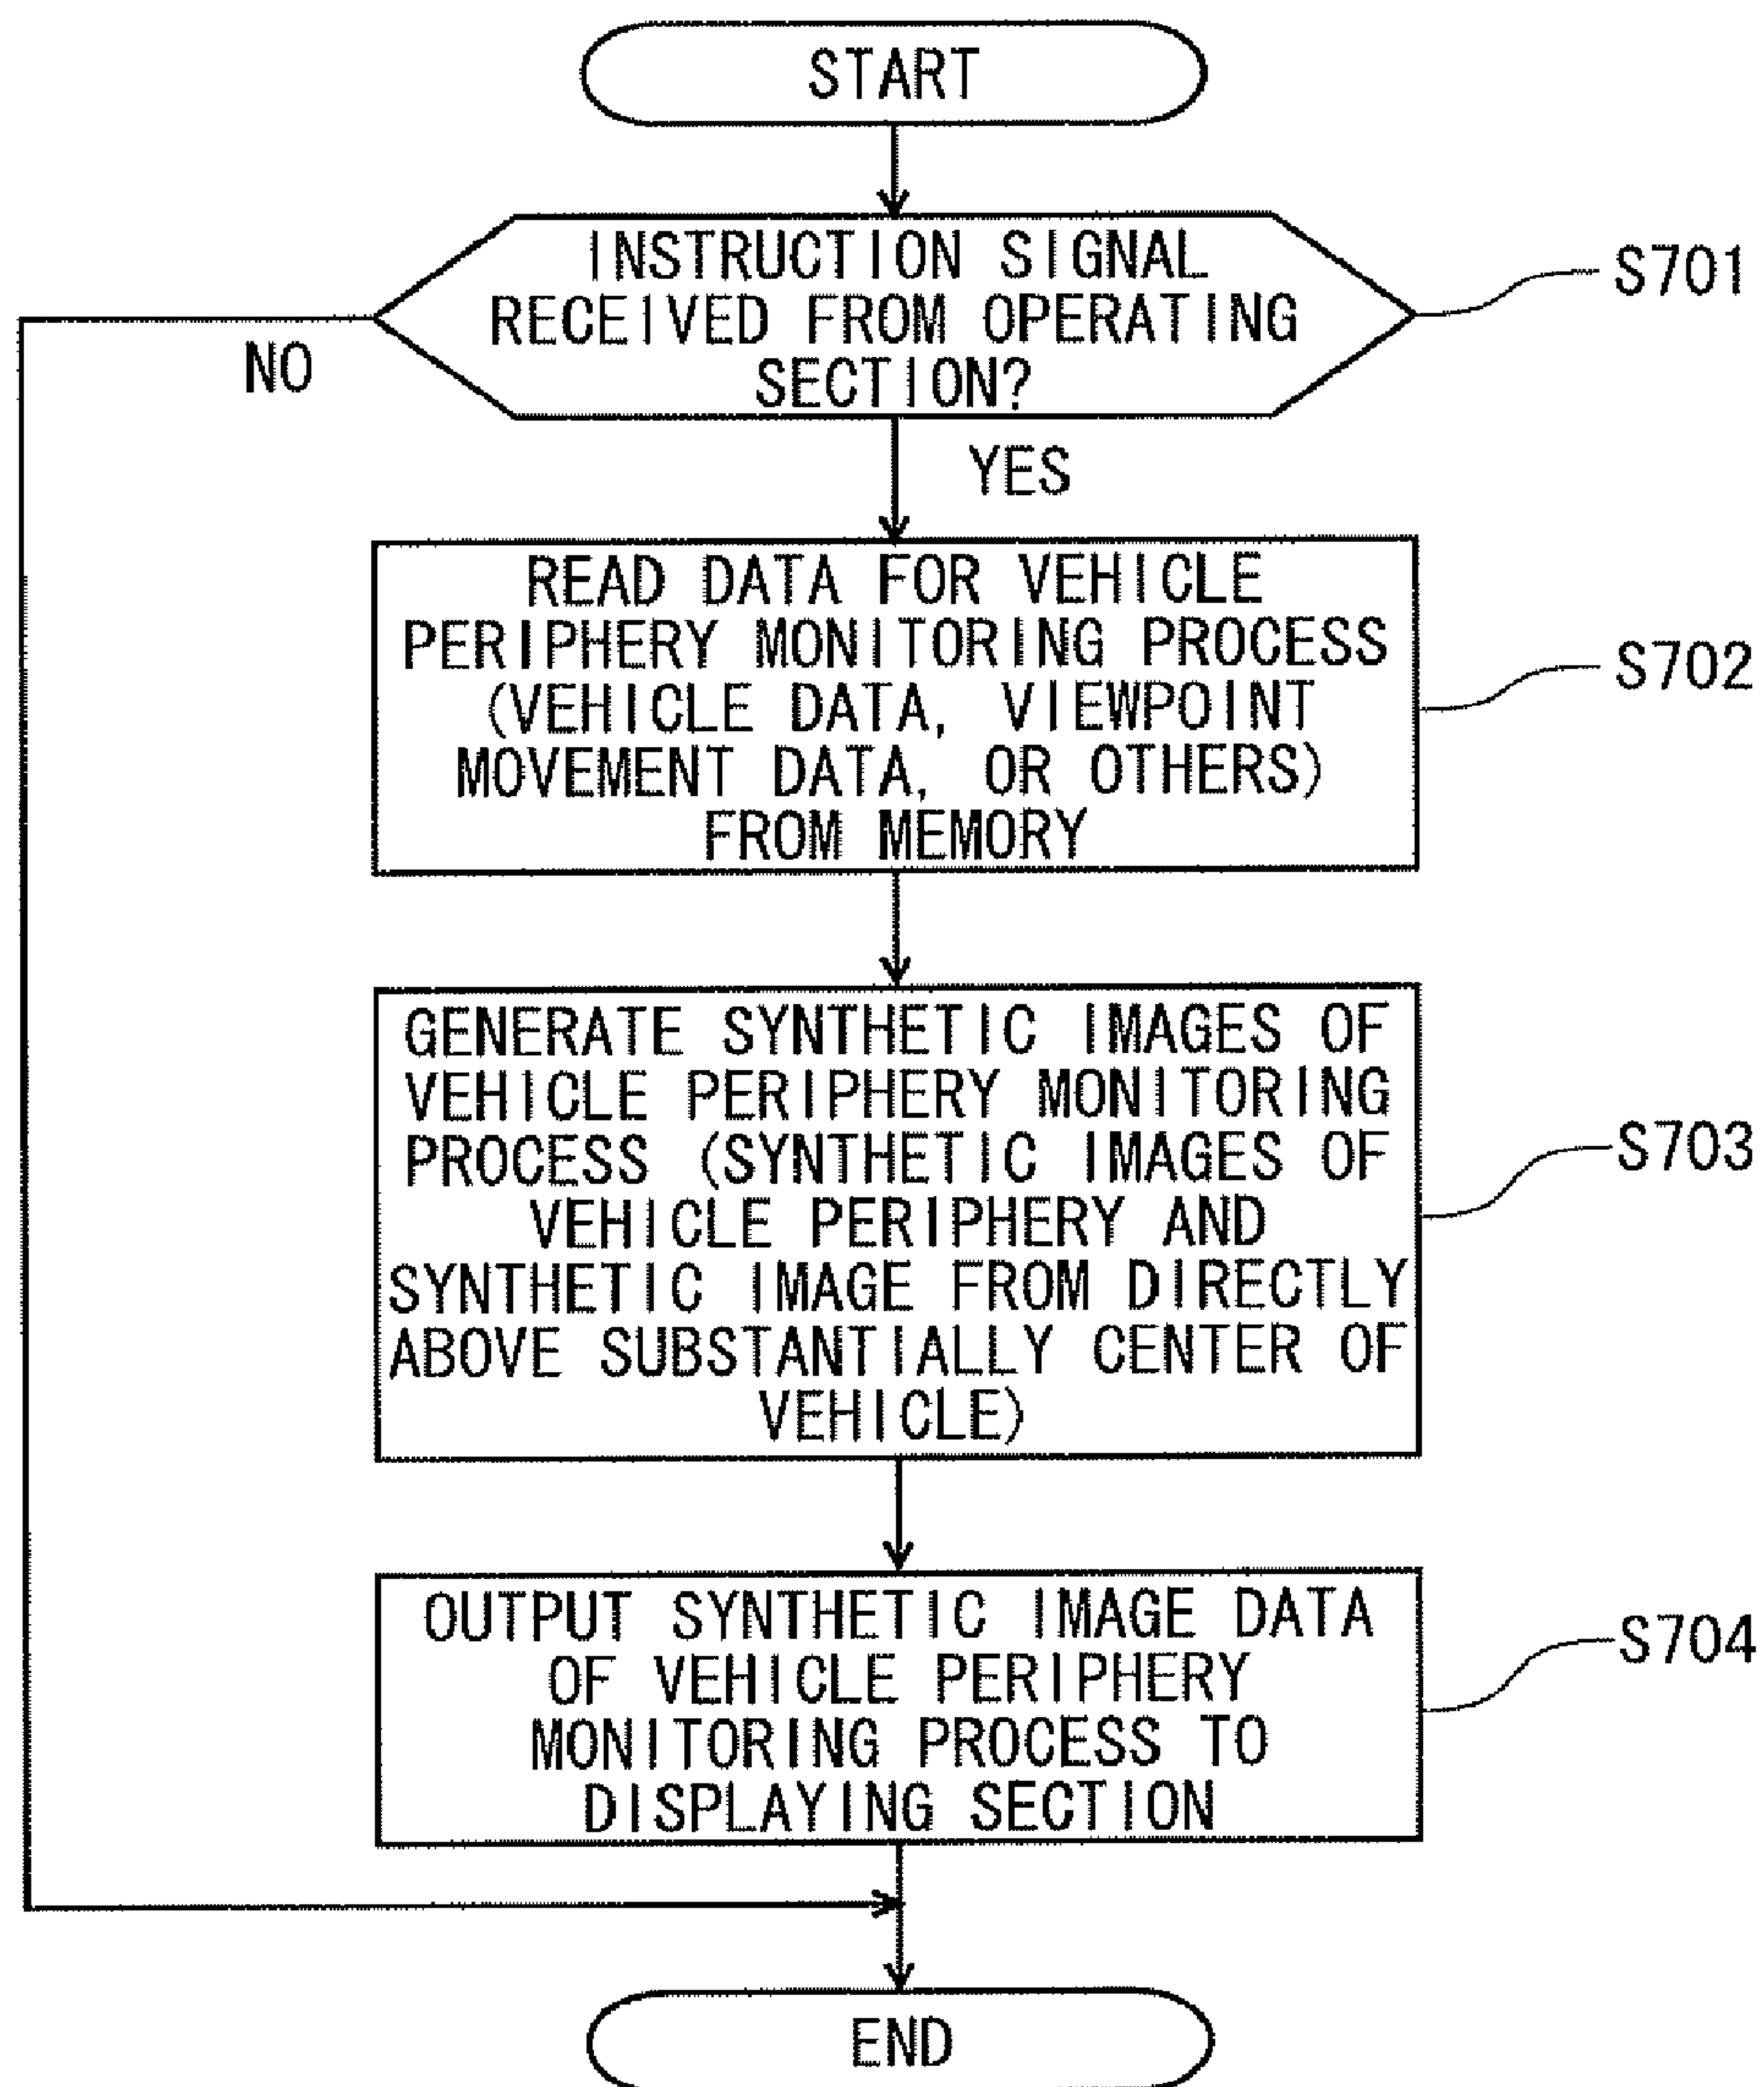 START
INSTRUCTION SIGNAL
RECEIVED FROM OPERATING
SECTION?
S701
NO
YES
READ DATA FOR VEHICLE
PERIPHERY MONITORING PROCESS
(VEHICLE DATA, VIEWPOINT
MOVEMENT DATA, OR OTHERS)
FROM MEMORY
S702
GENERATE SYNTHETIC IMAGES OF
VEHICLE PERIPHERY MONITORING
PROCESS (SYNTHETIC IMAGES OF
VEHICLE PERIPHERY AND
SYNTHETIC IMAGE FROM DIRECTLY
ABOVE SUBSTANTIALLY CENTER OF
VEHICLE)
S703
OUTPUT SYNTHETIC IMAGE DATA
OF VEHICLE PERIPHERY
MONITORING PROCESS TO
DISPLAYING SECTION
S704
END